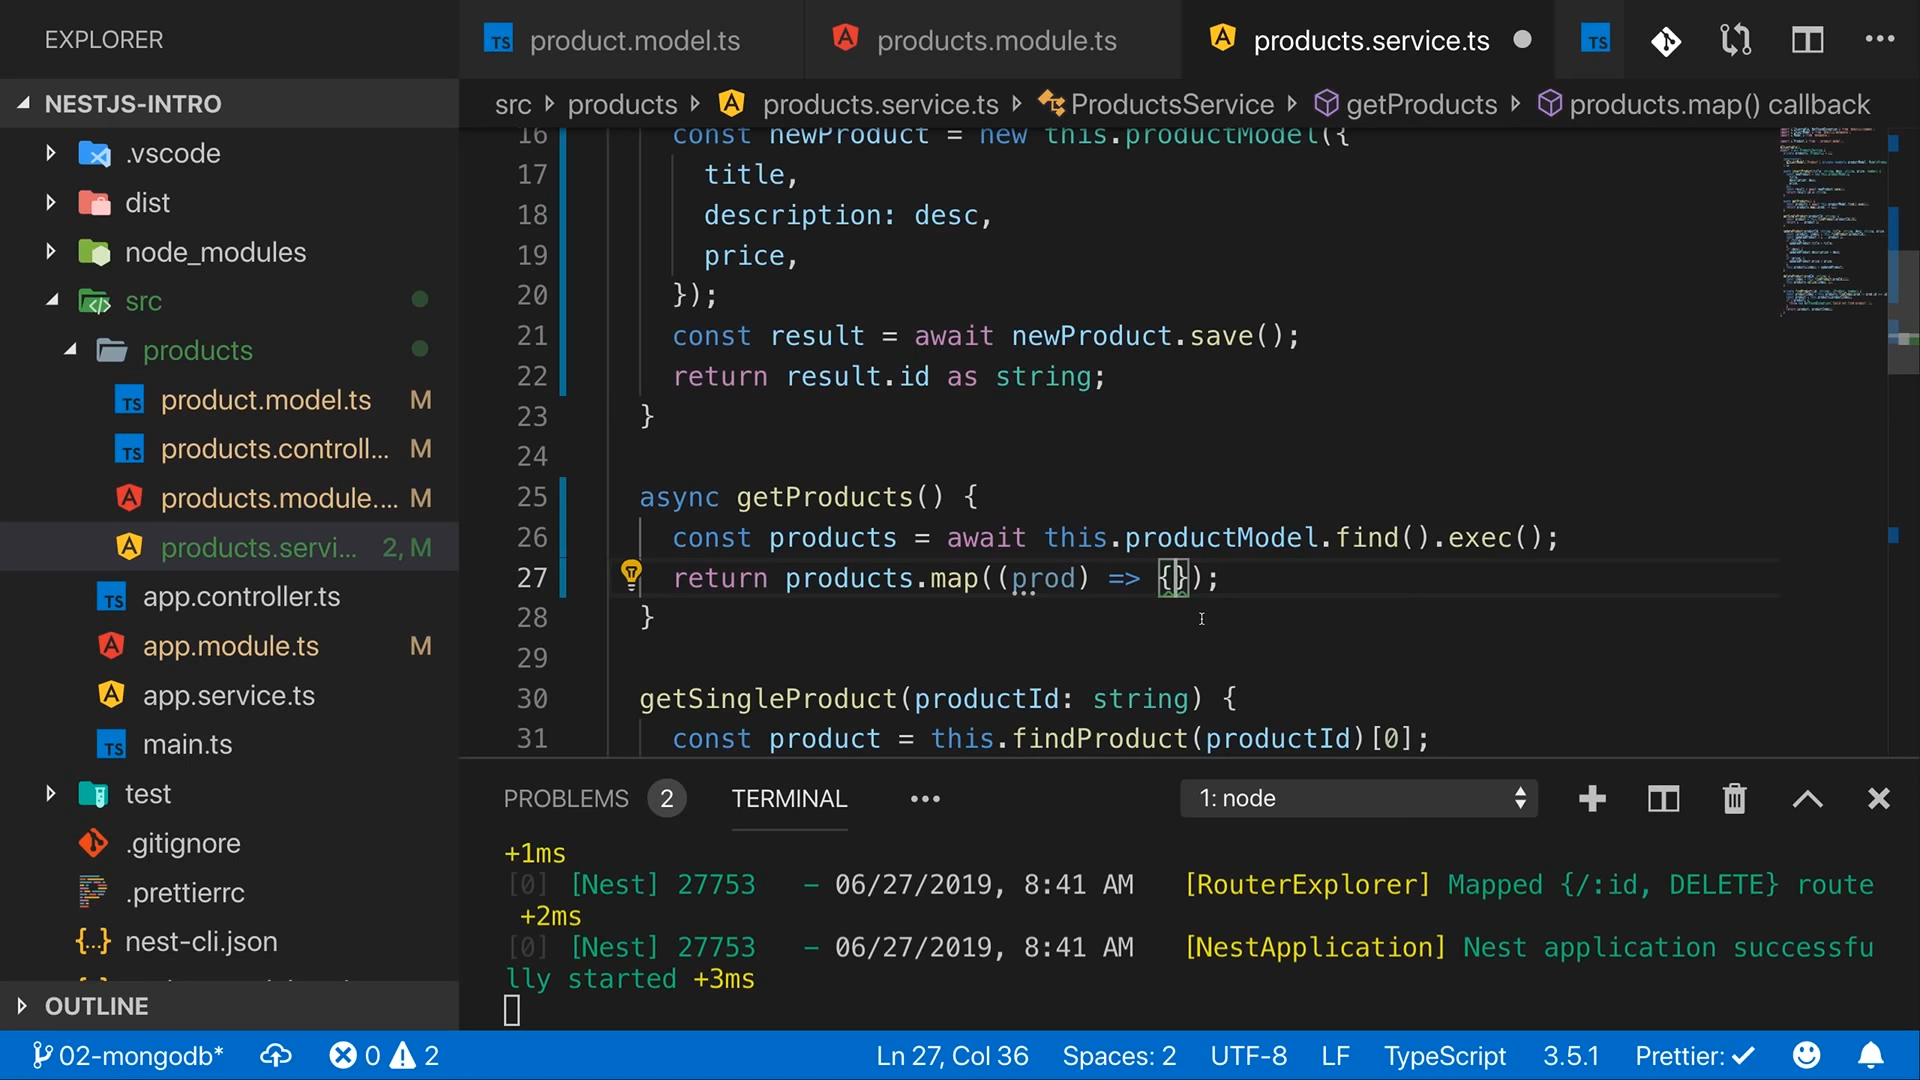 EXPLORER
NESTJS-INTRO
.vscode
dist
node_modules
src
products
product.model.ts M
products.controll... M
products.module.... M
products.servi... 2, M
app.controller.ts
app.module.ts M
app.service.ts
main.ts
test
.gitignore
.prettierrc
nest-cli.json
OUTLINE
product.model.ts products.module.ts products.service.ts
src products products.service.ts ProductsService getProducts products.map() callback
16 const newProduct = new this.productModel({
17 title,
18 description: desc,
19 price,
20 });
21 const result = await newProduct.save();
22 return result.id as string;
23 }
24
25 async getProducts() {
26 const products = await this.productModel.find().exec();
27 return products.map((prod) => {});
28 }
29
30 getSingleProduct(productId: string) {
31 const product = this.findProduct(productId)[0];
PROBLEMS 2 TERMINAL ••• 1: node
+1ms
[0] [Nest] 27753 - 06/27/2019, 8:41 AM [RouterExplorer] Mapped {/:id, DELETE} route
+2ms
[0] [Nest] 27753 - 06/27/2019, 8:41 AM [NestApplication] Nest application successfu
lly started +3ms
02-mongodb* 0 2 Ln 27, Col 36 Spaces: 2 UTF-8 LF TypeScript 3.5.1 Prettier: ✓